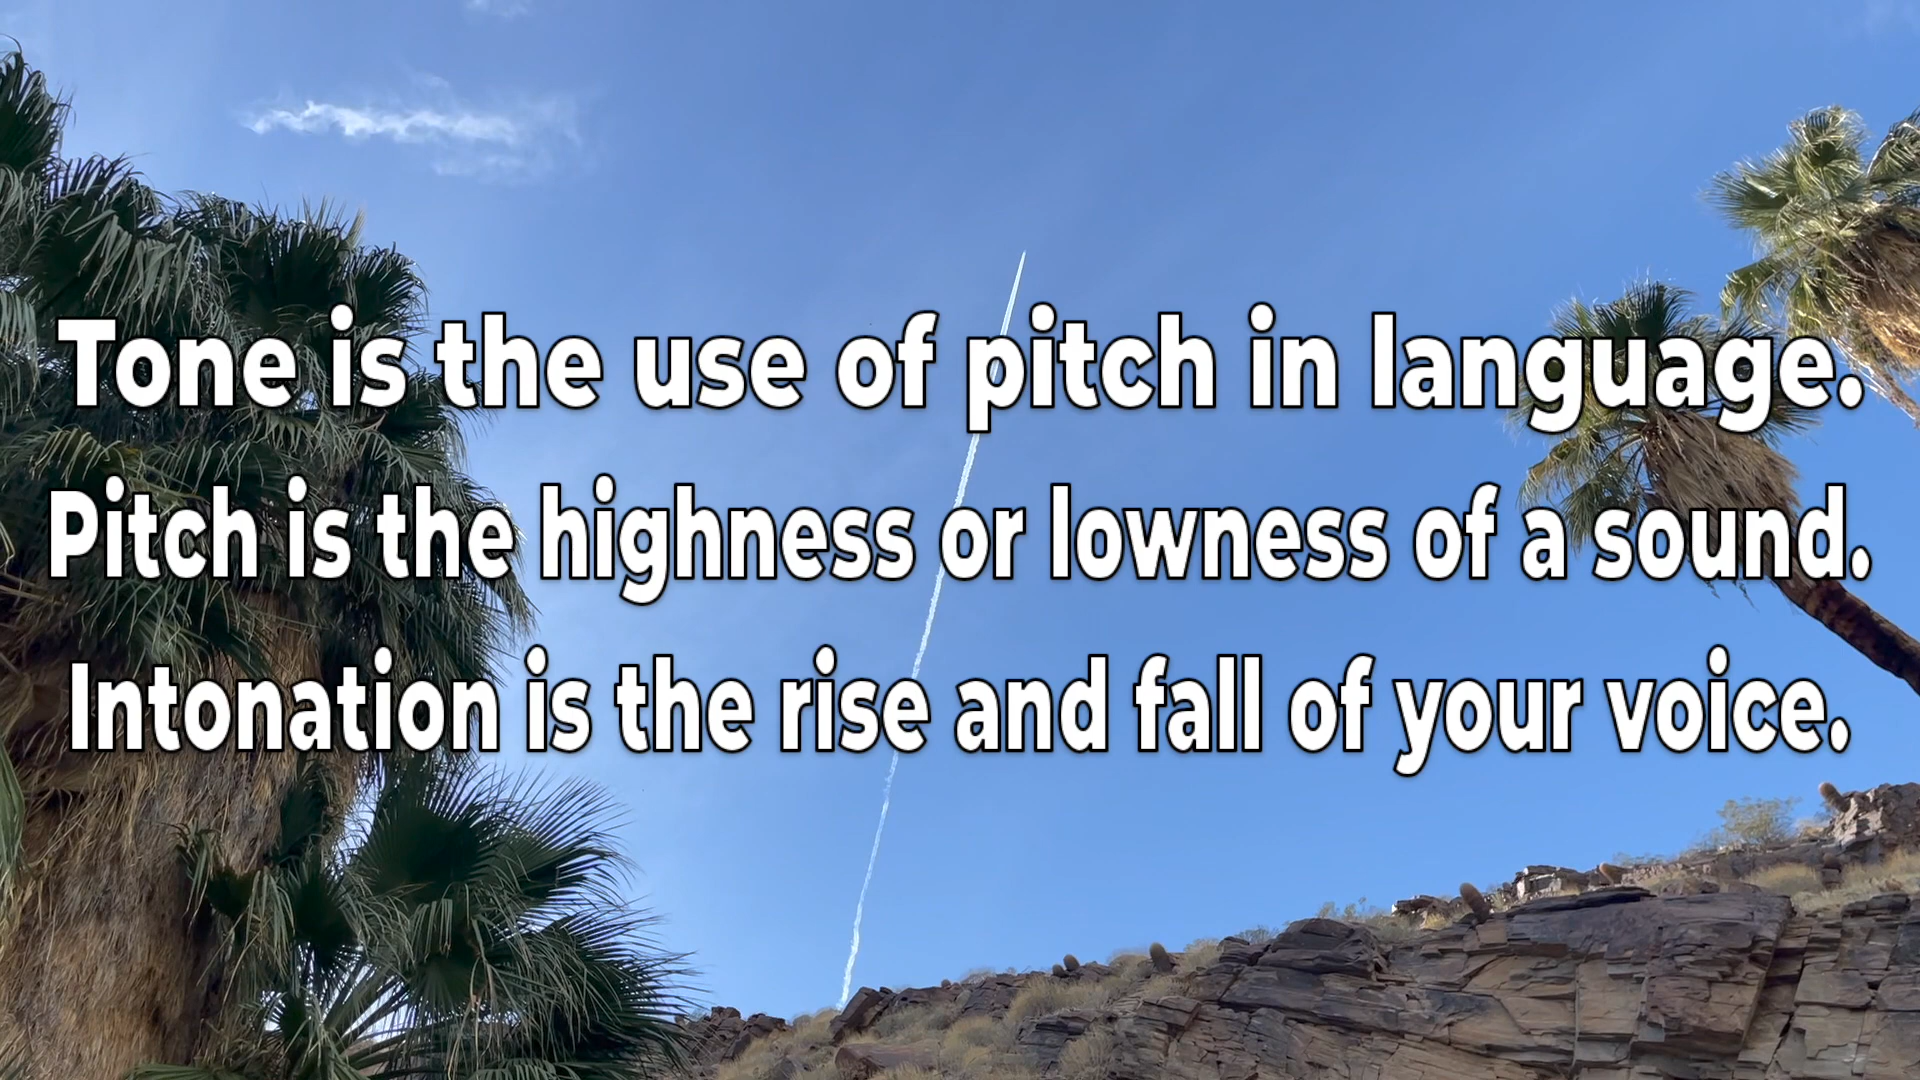 Tone is the use of pitch in language.
Pitch is the highness or lowness of a sound.
Intonation is the rise and fall of your voice.